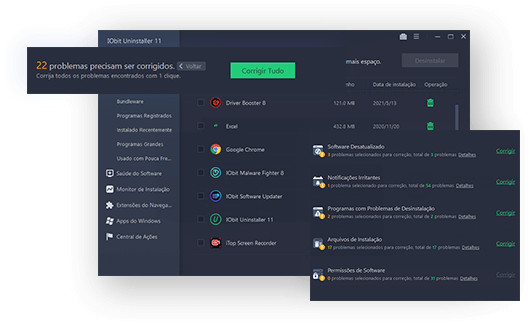 IObit Uninstaller 11
22 problemas precisam ser corrigidos. Voltar
Corrija todos os problemas encontrados com 1 clique.
Corrigir Tudo
mais espaço.
Desinstalar
Data de instalação
Operação
Bundleware
Programas Registrados
Instalado Recentemente
Programas Grandes
Usado com Pouca Fre...
Saúde do Software
Monitor de Instalação
Extensões do Navega...
Apps do Windows
Central de Ações
Driver Booster 8 121.0 MB 2021/5/13
Excel 432.8 MB 2020/11/20
Google Chrome
IObit Malware Fighter 8
IObit Software Updater
IObit Uninstaller 11
iTop Screen Recorder
Software Desatualizado
3 problemas selecionados para correção, total de 3 problemas Detalhes
Corrigir
Notificações Irritantes
1 problema selecionado para correção, total de 54 problemas Detalhes
Corrigir
Programas com Problemas de Desinstalação
2 problemas selecionados para correção, total de 2 problemas Detalhes
Corrigir
Arquivos de Instalação
17 problemas selecionados para correção, total de 17 problemas Detalhes
Corrigir
Permissões de Software
0 problemas selecionados para correção, total de 31 problemas Detalhes
Corrigir